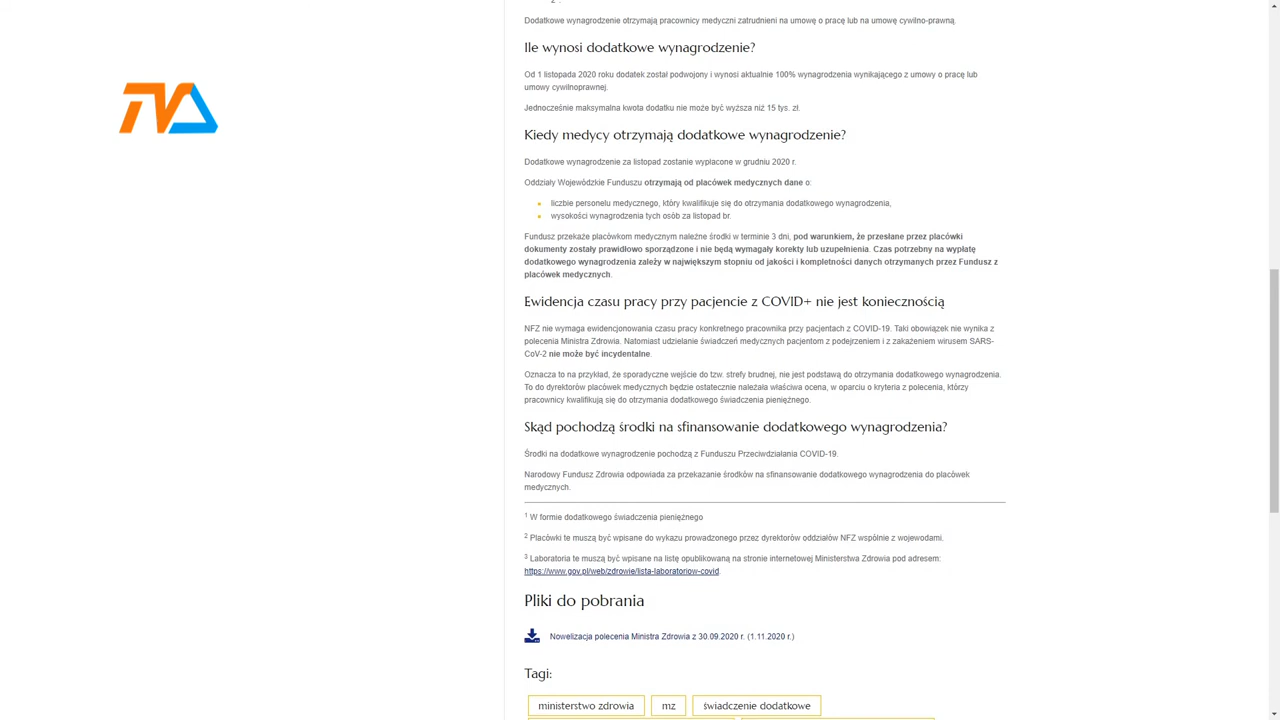 Dodatkowe wynagrodzenie otrzymają pracownicy medyczni zatrudnieni na umowę o pracę lub na umowę cywilno-prawną.
Ile wynosi dodatkowe wynagrodzenie?
Od 1 listopada 2020 roku dodatek został podwojony i wynosi aktualnie 100% wynagrodzenia wynikającego z umowy o pracę lub
umowy cywilnoprawnej.
TVA
Jednocześnie maksymalna kwota dodatku nie może być wyższa niż 15 tys. zł.
Kiedy medycy otrzymają dodatkowe wynagrodzenie?
Dodatkowe wynagrodzenie za listopad zostanie wypłacone w grudniu 2020 r.
Oddziały Wojewódzkie Funduszu otrzymają od placówek medycznych dane o:
liczbie personelu medycznego, który kwalifikuje się do otrzymania dodatkowego wynagrodzenia,
wysokości wynagrodzenia tych osób za listopad br.
Fundusz przekaże placówkom medycznym należne środki w terminie 3 dni, pod warunkiem, że przesłane przez placówki
dokumenty zostały prawidłowo sporządzone i nie będą wymagały korekty lub uzupełnienia. Czas potrzebny na wypłatę
dodatkowego wynagrodzenia zależy w największym stopniu od jakości i kompletności danych otrzymanych przez Fundusz z
placówek medycznych.
Ewidencja czasu pracy przy pacjencie z COVID+ nie jest koniecznością
NFZ nie wymaga ewidencjonowania czasu pracy konkretnego pracownika przy pacjentach z COVID-19. Taki obowiązek nie wynika z
polecenia Ministra Zdrowia. Natomiast udzielanie świadczeń medycznych pacjentom z podejrzeniem i z zakażeniem wirusem SARS-
CoV-2 nie może być incydentalne.
Oznacza to na przykład, że sporadyczne wejście do tzw. strefy brudnej, nie jest podstawą do otrzymania dodatkowego wynagrodzenia.
To do dyrektorów placówek medycznych będzie ostatecznie należała właściwa ocena, w oparciu o kryteria z polecenia, którzy
pracownicy kwalifikują się do otrzymania dodatkowego świadczenia pieniężnego.
Skąd pochodzą środki na sfinansowanie dodatkowego wynagrodzenia?
Środki na dodatkowe wynagrodzenie pochodzą z Funduszu Przeciwdziałania COVID-19.
Narodowy Fundusz Zdrowia odpowiada za przekazanie środków na sfinansowanie dodatkowego wynagrodzenia do placówek
medycznych.
1 W formie dodatkowego świadczenia pieniężnego
2 Placówki te muszą być wpisane do wykazu prowadzonego przez dyrektorów oddziałów NFZ wspólnie z wojewodami.
3 Laboratoria te muszą być wpisane na listę opublikowaną na stronie internetowej Ministerstwa Zdrowia pod adresem:
https://www.gov.pl/web/zdrowie/lista-laboratoriow-covid.
Pliki do pobrania
Nowelizacja polecenia Ministra Zdrowia z 30.09.2020 r. (1.11.2020 r.)
Tagi:
ministerstwo zdrowia mz świadczenie dodatkowe